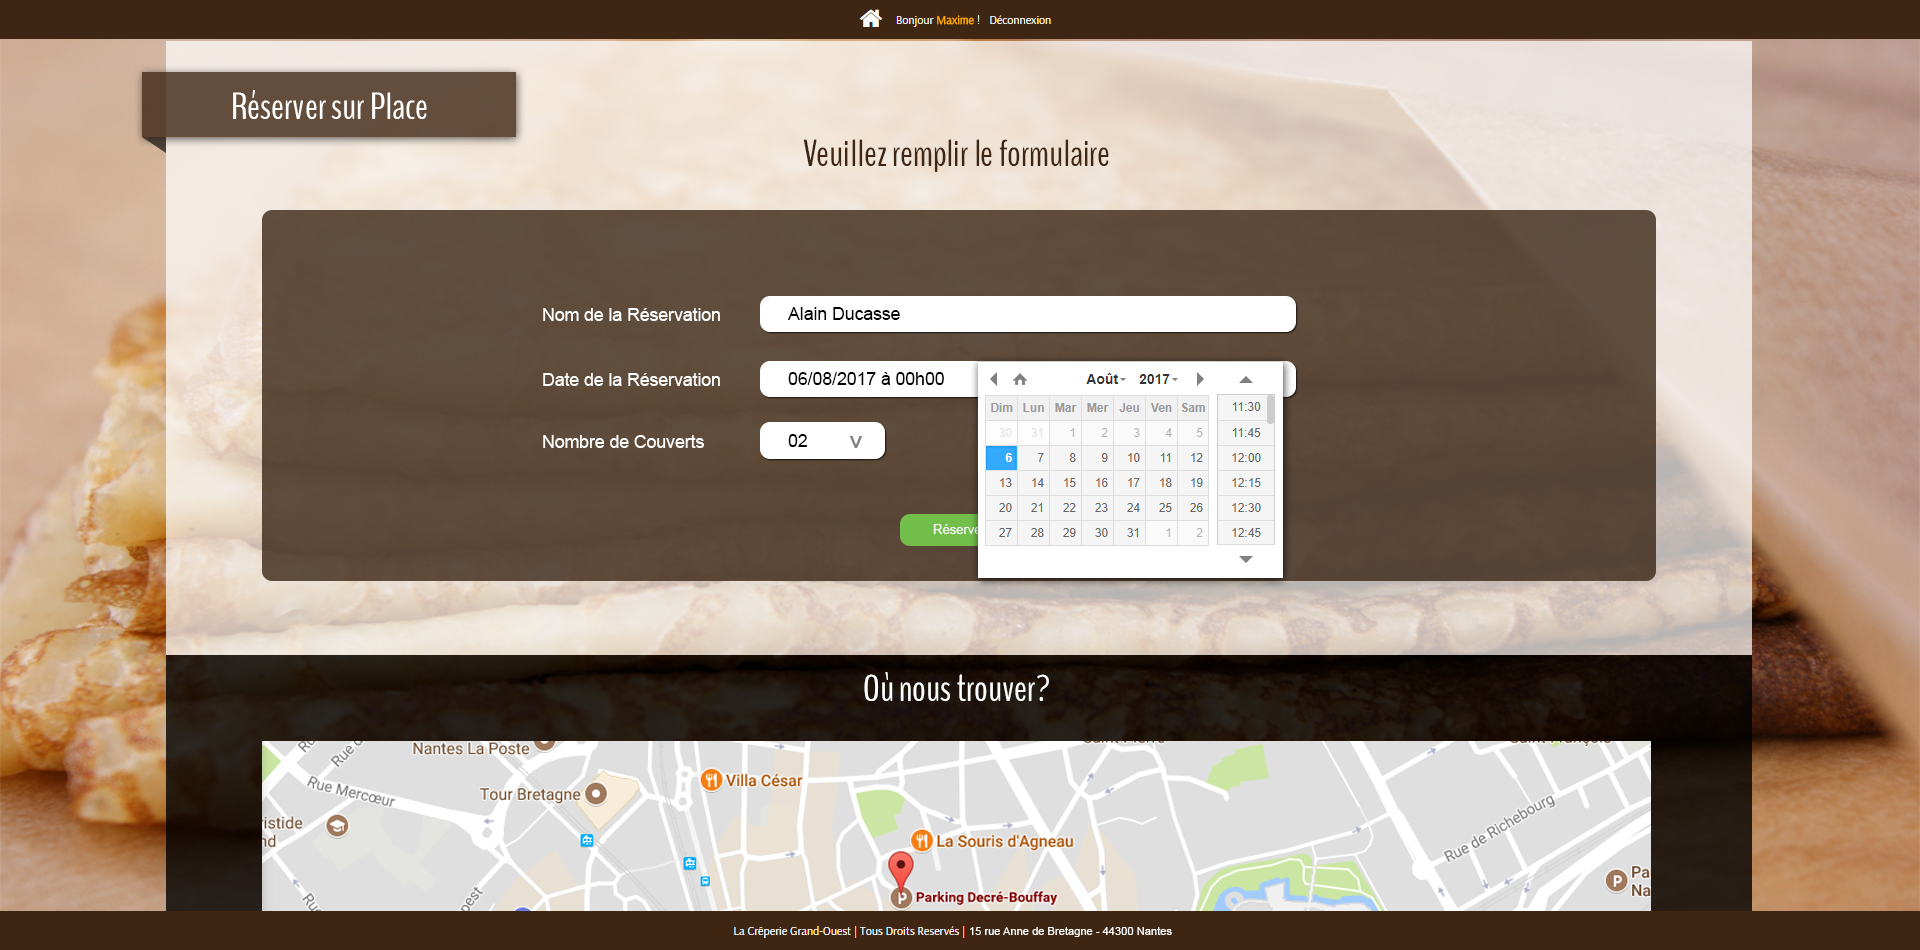 Bonjour Maxime ! Déconnexion
Réserver sur Place
Veuillez remplir le formulaire
Nom de la Réservation Alain Ducasse
Date de la Réservation 06/08/2017 à 00h00
Août 2017
Dim Lun Mar Mer Jeu Ven Sam 11:30
30 31 1 2 3 4 5 11:45
6 7 8 9 10 11 12 12:00
13 14 15 16 17 18 19 12:15
20 21 22 23 24 25 26 12:30
27 28 29 30 31 1 2 12:45
Nombre de Couverts 02 V
Réserve
Où nous trouver?
Nantes La Poste
Rue Mercœur
Tour Bretagne
Villa César
La Souris d'Agneau
Rue de Richebourg
Parking Decré-Bouffay
P
La Crêperie Grand-Ouest | Tous Droits Reservés | 15 rue Anne de Bretagne - 44300 Nantes